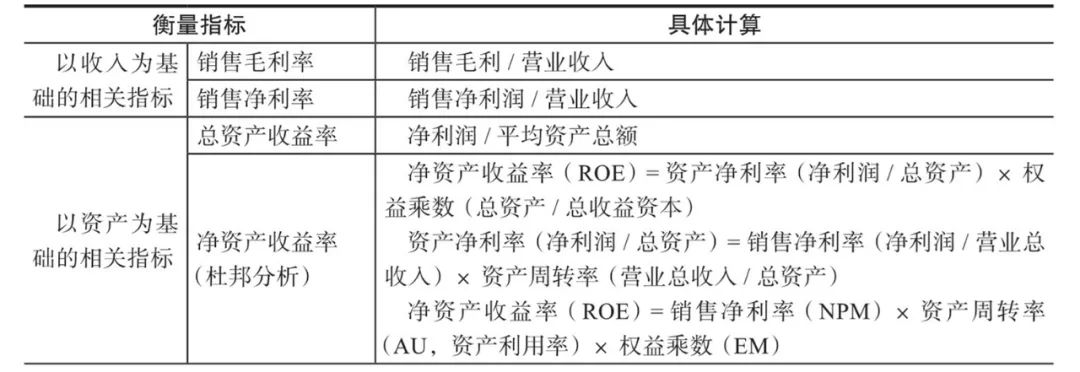 衡量指标
具体计算
以收入为基
础的相关指标
销售毛利率
销售毛利/营业收入
销售净利率
销售净利润/营业收入
以资产为基
础的相关指标
总资产收益率
净利润/平均资产总额
净资产收益率
(杜邦分析)
净资产收益率(ROE)=资产净利率(净利润/总资产)× 权
益乘数(总资产/总收益资本)
资产净利率(净利润/总资产)=销售净利率(净利润/营业总
收入)× 资产周转率(营业总收入/总资产)
净资产收益率(ROE)=销售净利率(NPM)× 资产周转率
(AU，资产利用率)× 权益乘数(EM)